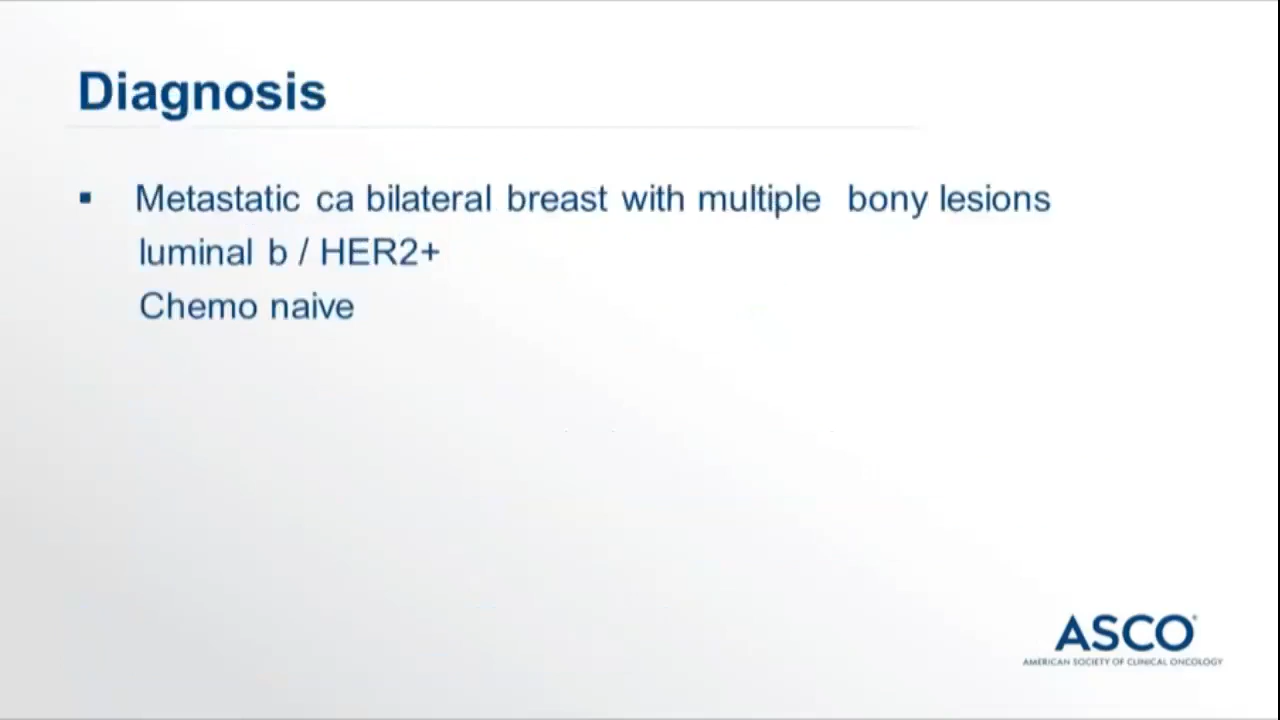 Diagnosis
▪ Metastatic ca bilateral breast with multiple bony lesions
luminal b / HER2+
Chemo naive
ASCO®
AMERICAN SOCIETY OF CLINICAL ONCOLOGY